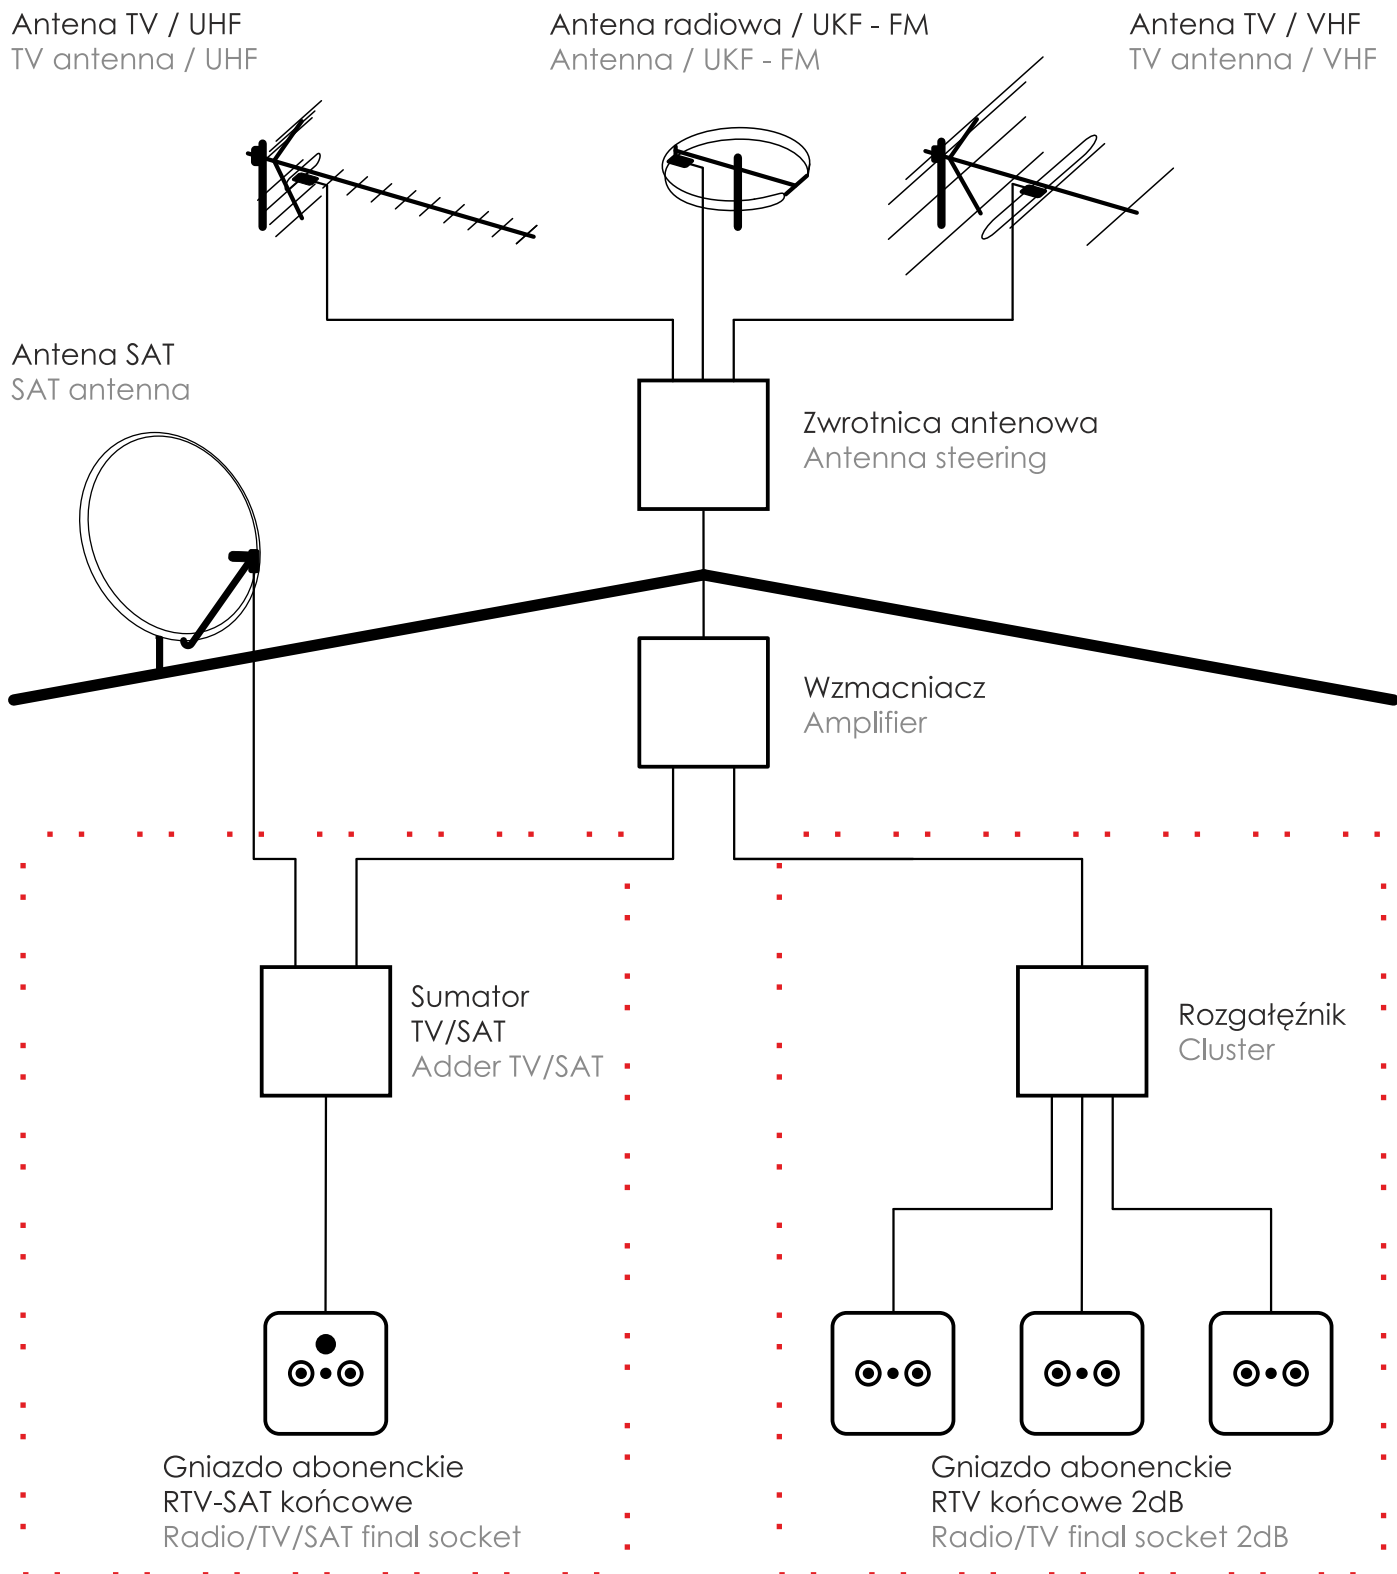 Antena TV / UHF
TV antenna / UHF
Antena radiowa / UKF - FM
Antenna / UKF - FM
Antena TV / VHF
TV antenna / VHF
Antena SAT
SAT antenna
Zwrotnica antenowa
Antenna steering
Wzmacniacz
Amplifier
Sumator
TV/SAT
Adder TV/SAT
Rozgałęźnik
Cluster
Gniazdo abonenckie
RTV-SAT końcowe
Radio/TV/SAT final socket
Gniazdo abonenckie
RTV końcowe 2dB
Radio/TV final socket 2dB